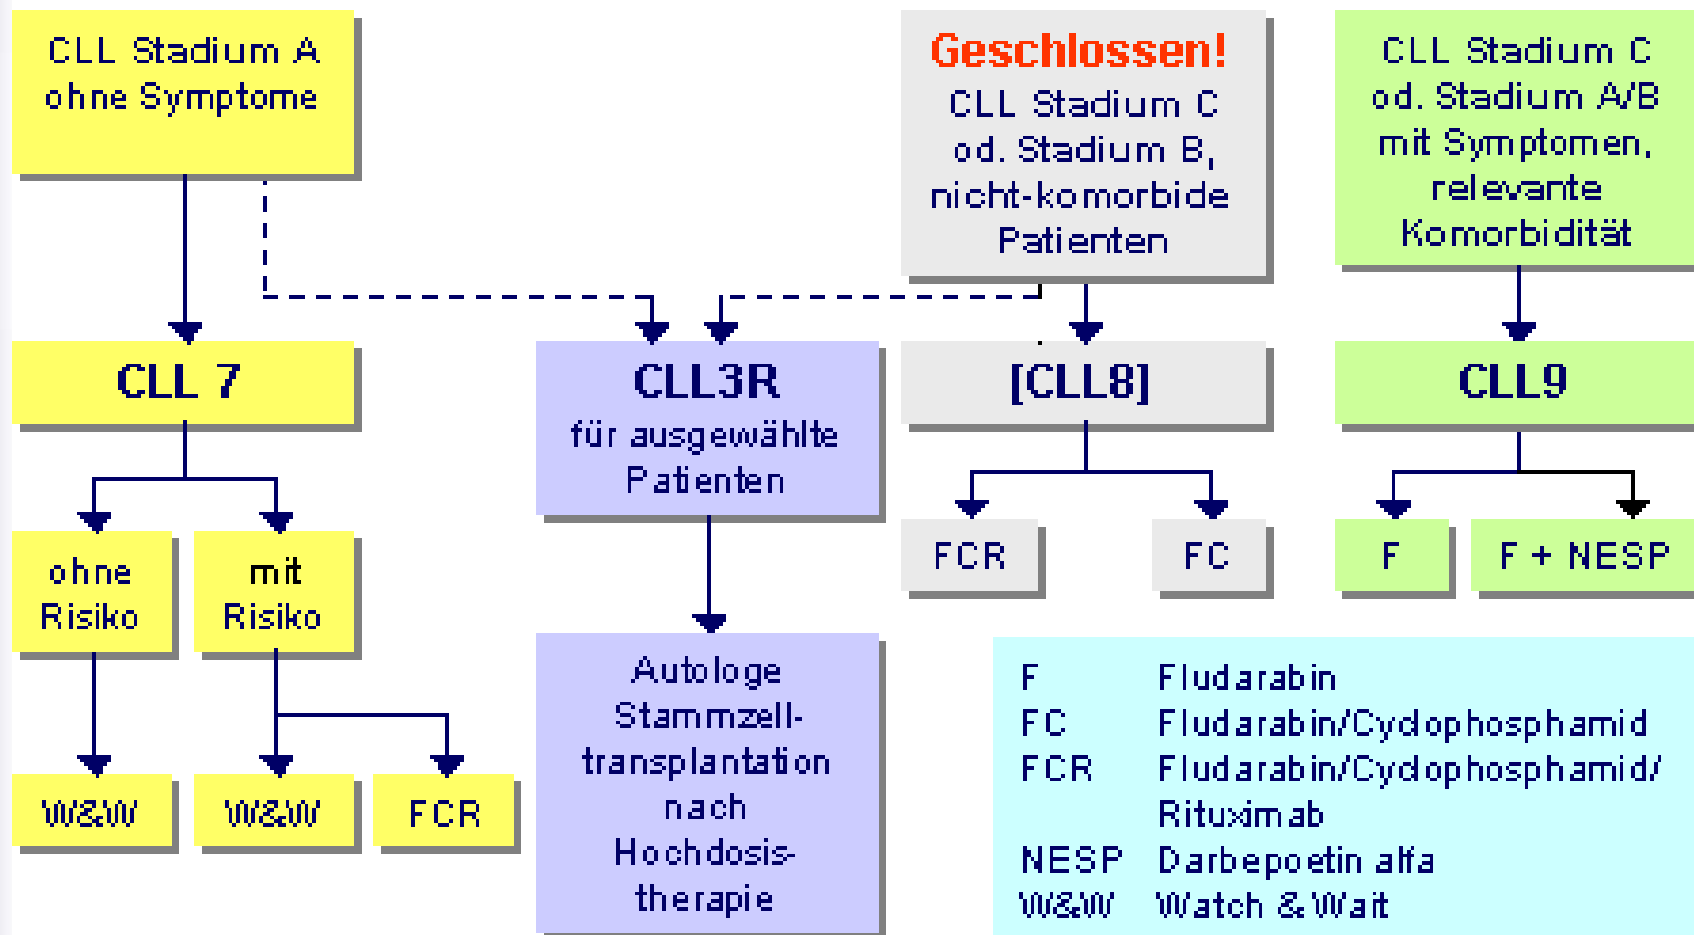 CLL Stadium A
ohne Symptome
Geschlossen!
CLL Stadium C
od. Stadium B,
nicht-komorbide
Patienten
CLL Stadium C
od. Stadium A/B
mit Symptomen,
relevante
Komorbidität
CLL 7
CLL3R
für ausgewählte
Patienten
[CLL8]
CLL9
ohne
Risiko
mit
Risiko
FCR
FC
F
F + NESP
W&W
W&W
FCR
Autologe
Stammzell-
transplantation
nach
Hochdosis-
therapie
F Fludarabin
FC Fludarabin/Cyclophosphamid
FCR Fludarabin/Cyclophosphamid/
Rituximab
NESP Darbepoetin alfa
W&W Watch & Wait